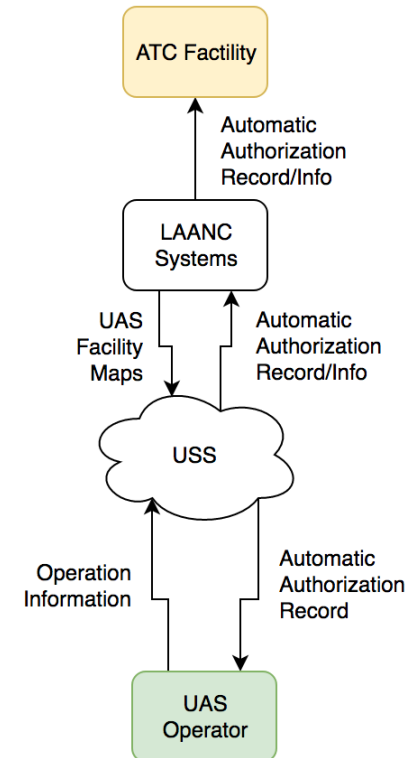 ATC Factility
Automatic
Authorization
Record/Info
LAANC
Systems
UAS
Facility
Maps
Automatic
Authorization
Record/Info
USS
Operation
Information
Automatic
Authorization
Record
UAS
Operator